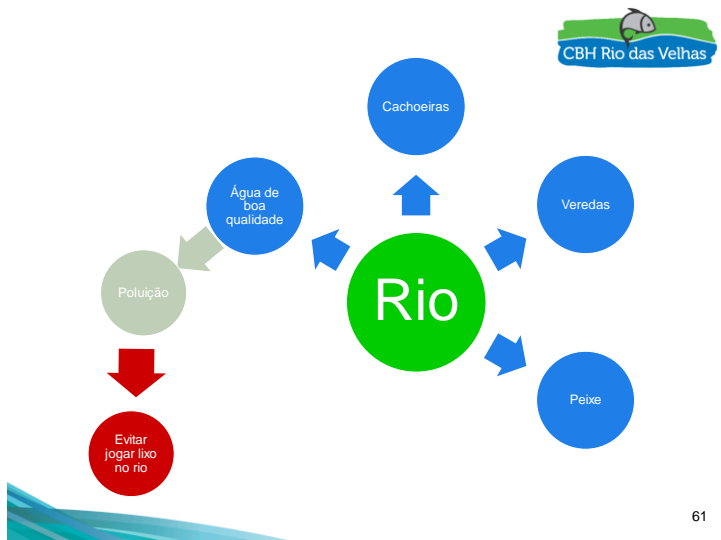 CBH Rio das Velhas
Cachoeiras
Água de
boa
qualidade
Veredas
Poluição
Rio
Peixe
Evitar
jogar lixo
no rio
61